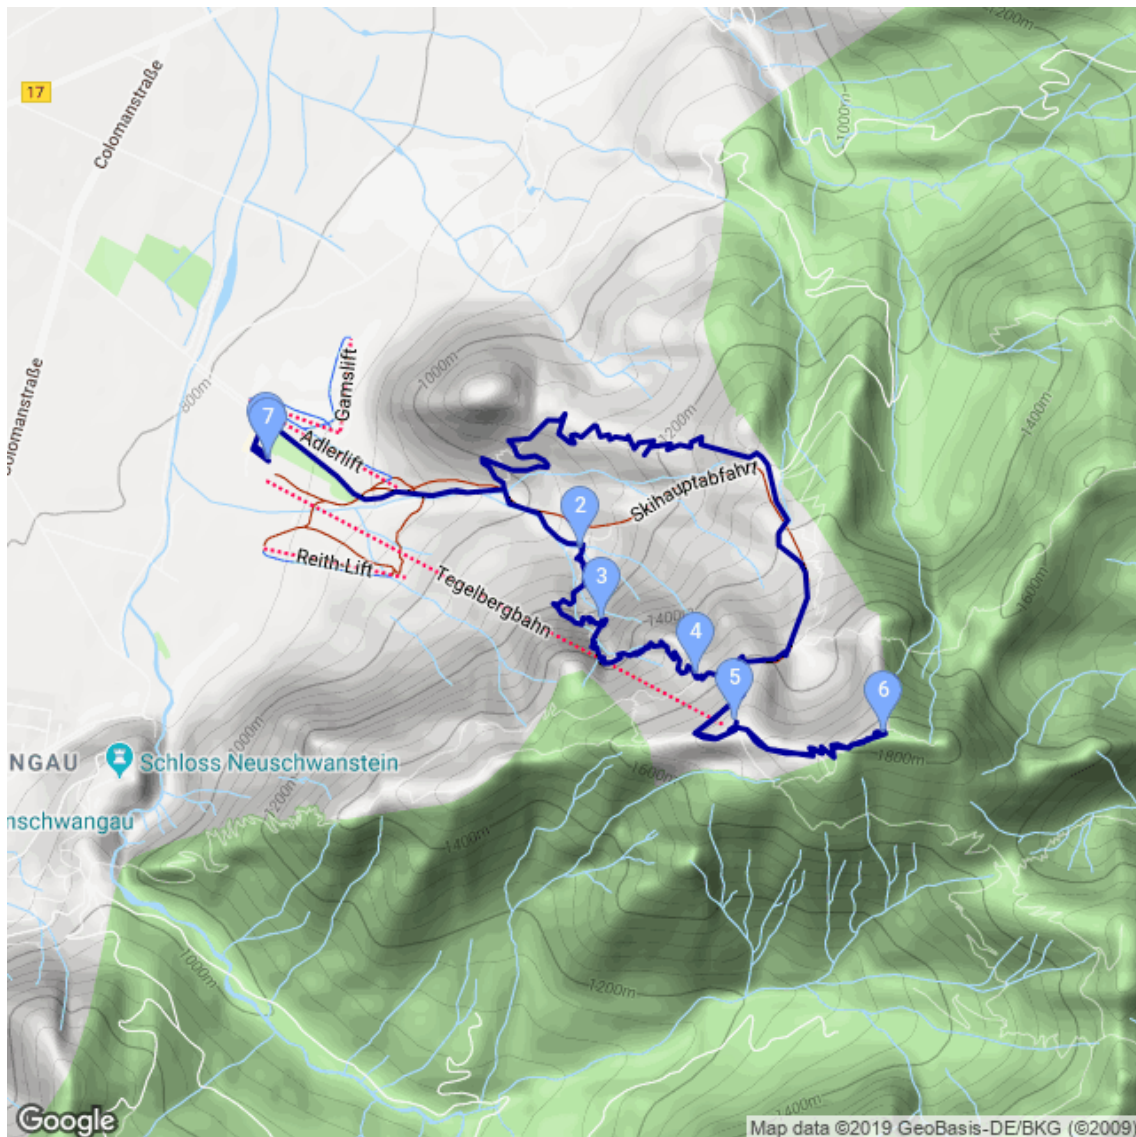 1200m
17
Colomanstraße
1000m
800m
Gamslift
Colomanstraße
1000m
7
Adlerlift
1200m
1400m
Skihauptabfahrt
2
Reith-Lift
Tegelbergbahn
3
1400m
1600m
4
5
6
1000m
NGAU
Schloss Neuschwanstein
1200m
1600m
1800m
nschwangau
1400m
1000m
1200m
1400m
Google
Map data ©2019 GeoBasis-DE/BKG (©2009)